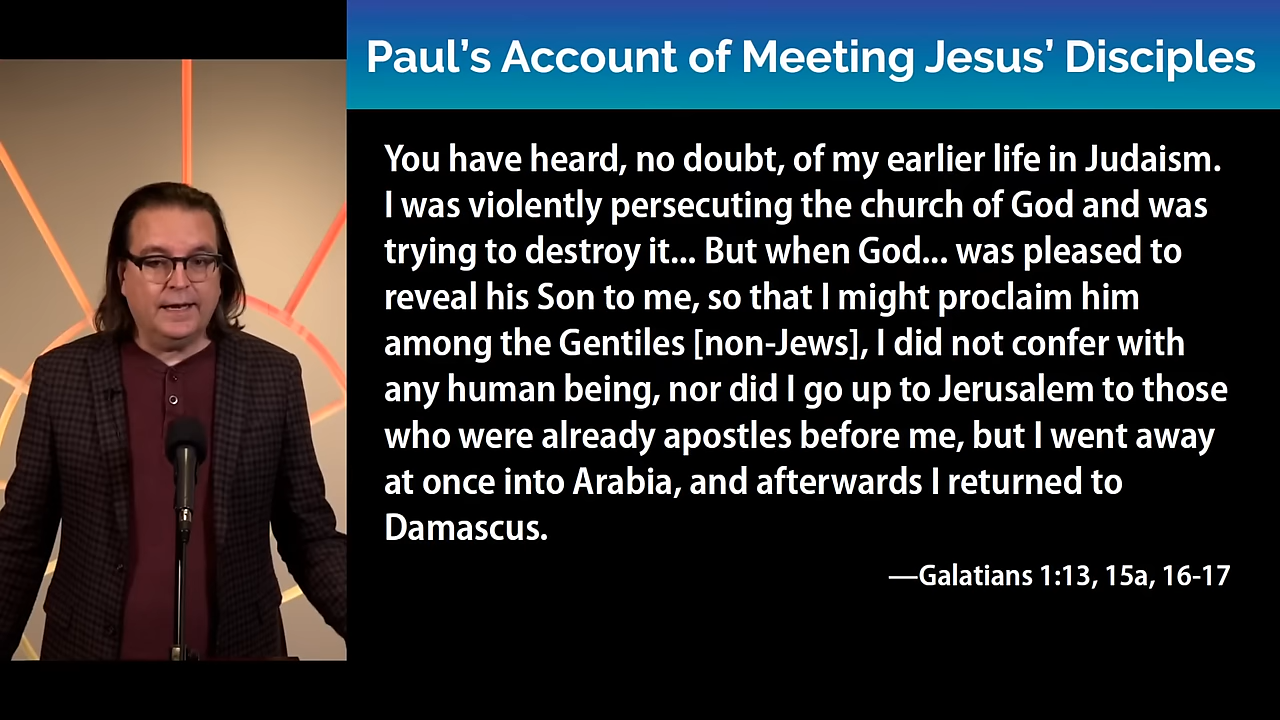 Paul’s Account of Meeting Jesus’ Disciples
You have heard, no doubt, of my earlier life in Judaism.
I was violently persecuting the church of God and was
trying to destroy it... But when God... was pleased to
reveal his Son to me, so that I might proclaim him
among the Gentiles [non-Jews], I did not confer with
any human being, nor did I go up to Jerusalem to those
who were already apostles before me, but I went away
at once into Arabia, and afterwards I returned to
Damascus.
—Galatians 1:13, 15a, 16-17